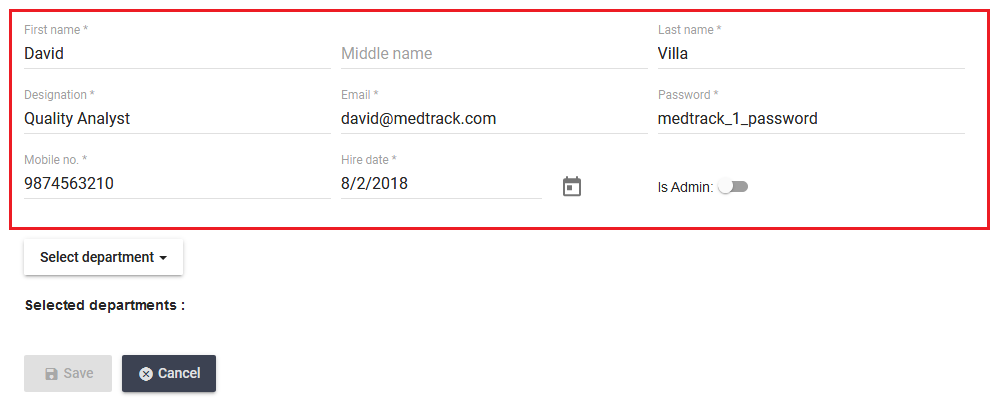 First name * Last name *
David Middle name Villa
Designation * Email * Password *
Quality Analyst david@medtrack.com medtrack_1_password
Mobile no. * Hire date *
9874563210 8/2/2018 Is Admin:
Select department
Selected departments :
Save Cancel